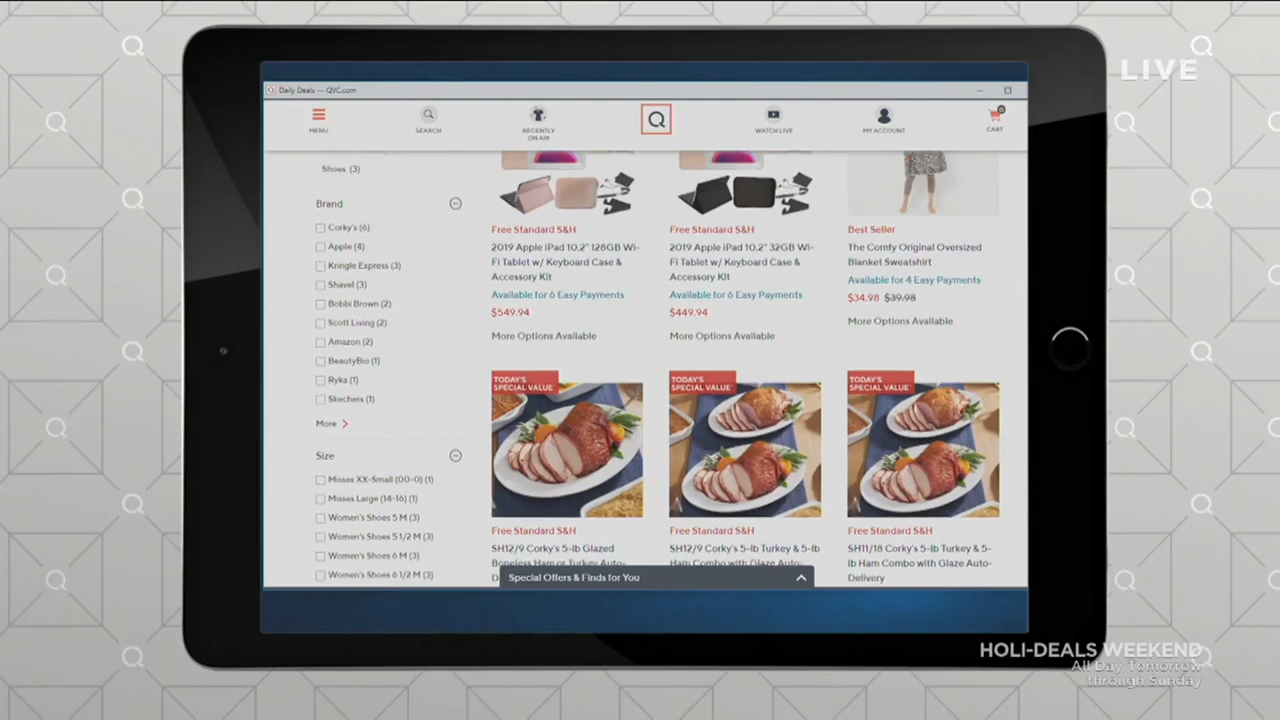 LIVE
Daily Deals — QVC.com
MENU
SEARCH
RECENTLY
ON AIR
Q
WATCH LIVE
MY ACCOUNT
0
CART
Shoes (3)
Brand
Corky's (6)
Apple (4)
Kringle Express (3)
Shavel (3)
Bobbi Brown (2)
Scott Living (2)
Amazon (2)
BeautyBio (1)
Ryka (1)
Skechers (1)
More
Size
Misses XX-Small (00-0) (1)
Misses Large (14-16) (1)
Women's Shoes 5 M (3)
Women's Shoes 5 1/2 M (3)
Women's Shoes 6 M (3)
Women's Shoes 6 1/2 M (3)
Free Standard S&H
2019 Apple iPad 10.2" 128GB Wi-
Fi Tablet w/ Keyboard Case &
Accessory Kit
Available for 6 Easy Payments
$549.94
More Options Available
Free Standard S&H
2019 Apple iPad 10.2" 32GB Wi-
Fi Tablet w/ Keyboard Case &
Accessory Kit
Available for 6 Easy Payments
$449.94
More Options Available
Best Seller
The Comfy Original Oversized
Blanket Sweatshirt
Available for 4 Easy Payments
$34.98 $39.98
More Options Available
TODAY'S
SPECIAL VALUE
Free Standard S&H
SH12/9 Corky's 5-lb Glazed
Boneless Ham or Turkey Auto-
TODAY'S
SPECIAL VALUE
Free Standard S&H
SH12/9 Corky's 5-lb Turkey & 5-lb
Ham Combo with Glaze Auto-
TODAY'S
SPECIAL VALUE
Free Standard S&H
SH11/18 Corky's 5-lb Turkey & 5-
lb Ham Combo with Glaze Auto-
Delivery
Special Offers & Finds for You
HOLI-DEALS WEEKEND
All Day Tomorrow
through Sunday